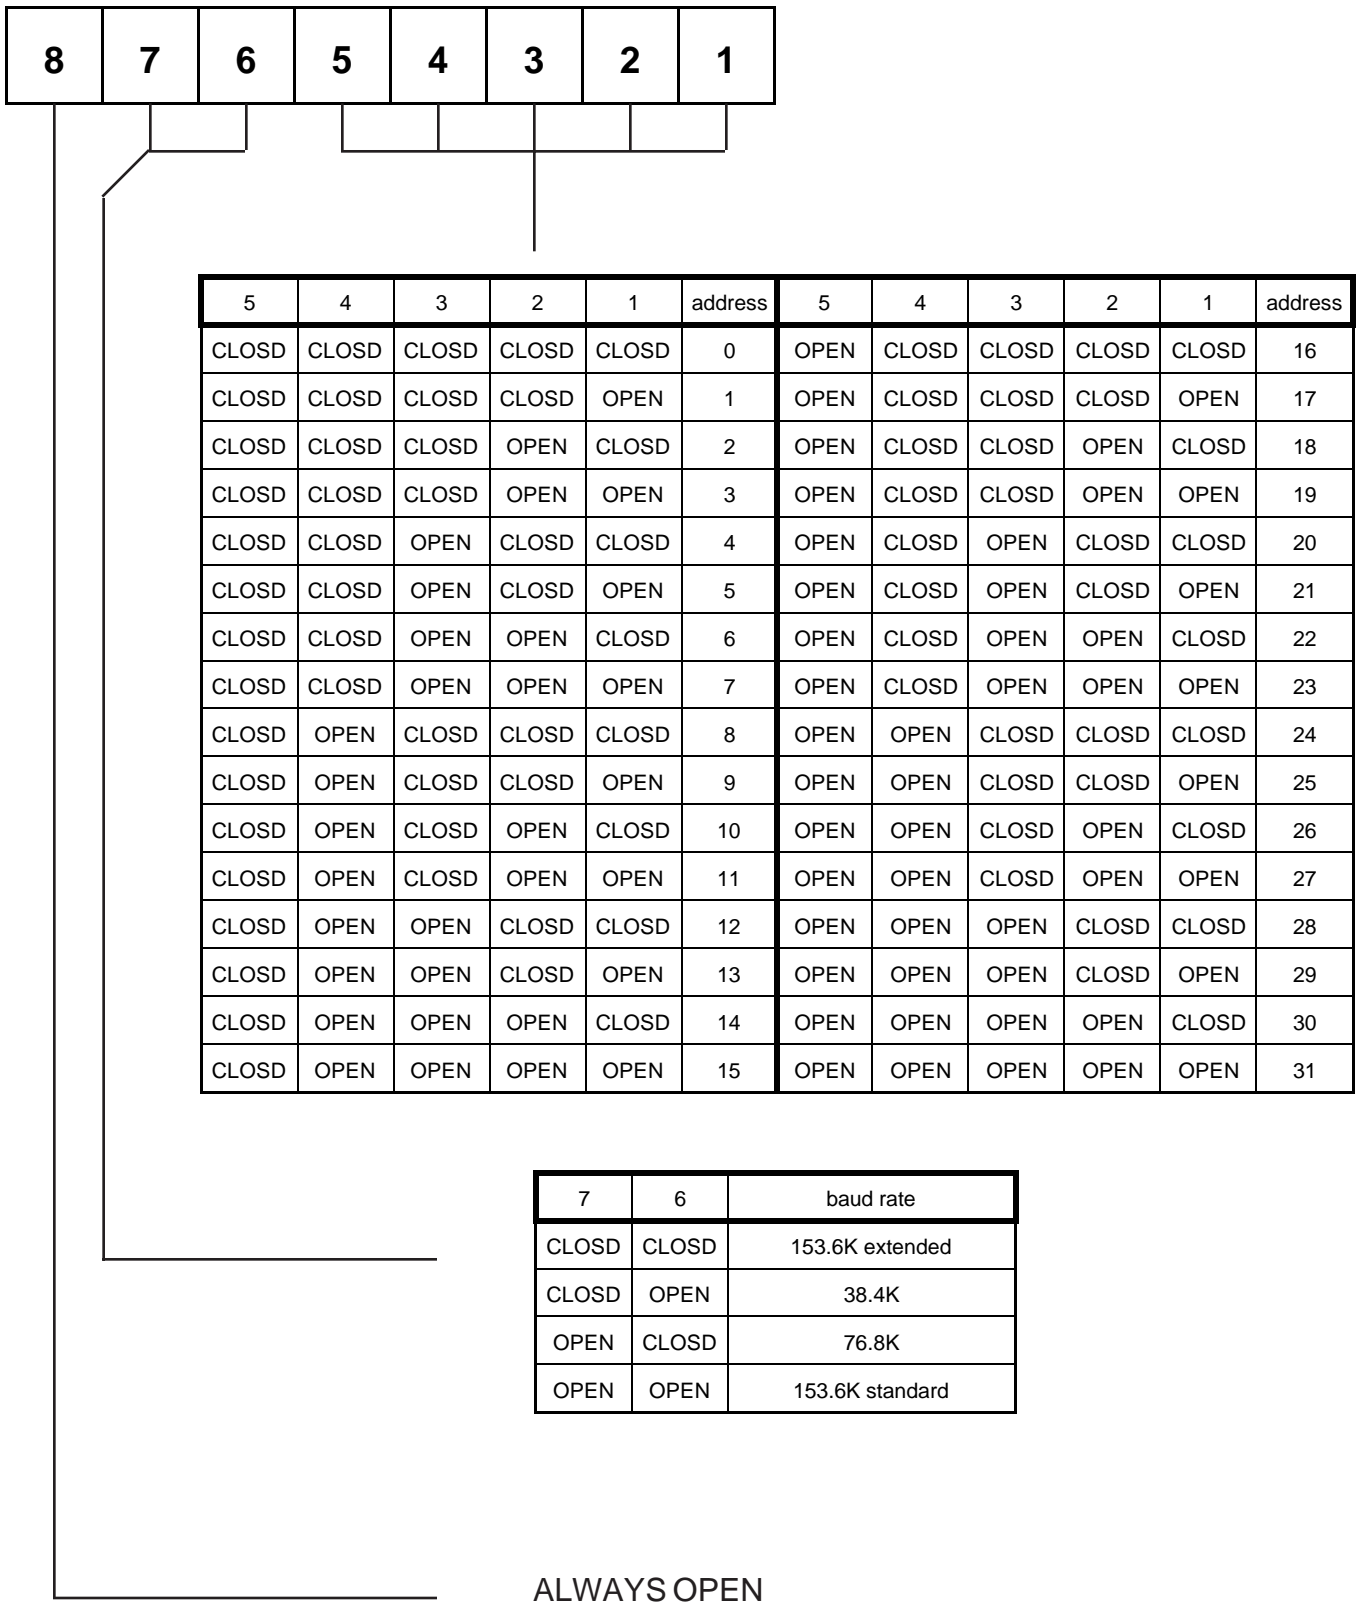 8 7 6 5 4 3 2 1
5 4 3 2 1 address 5 4 3 2 1 address
CLOSD CLOSD CLOSD CLOSD CLOSD 0 OPEN CLOSD CLOSD CLOSD CLOSD 16
CLOSD CLOSD CLOSD CLOSD OPEN 1 OPEN CLOSD CLOSD CLOSD OPEN 17
CLOSD CLOSD CLOSD OPEN CLOSD 2 OPEN CLOSD CLOSD OPEN CLOSD 18
CLOSD CLOSD CLOSD OPEN OPEN 3 OPEN CLOSD CLOSD OPEN OPEN 19
CLOSD CLOSD OPEN CLOSD CLOSD 4 OPEN CLOSD OPEN CLOSD CLOSD 20
CLOSD CLOSD OPEN CLOSD OPEN 5 OPEN CLOSD OPEN CLOSD OPEN 21
CLOSD CLOSD OPEN OPEN CLOSD 6 OPEN CLOSD OPEN OPEN CLOSD 22
CLOSD CLOSD OPEN OPEN OPEN 7 OPEN CLOSD OPEN OPEN OPEN 23
CLOSD OPEN CLOSD CLOSD CLOSD 8 OPEN OPEN CLOSD CLOSD CLOSD 24
CLOSD OPEN CLOSD CLOSD OPEN 9 OPEN OPEN CLOSD CLOSD OPEN 25
CLOSD OPEN CLOSD OPEN CLOSD 10 OPEN OPEN CLOSD OPEN CLOSD 26
CLOSD OPEN CLOSD OPEN OPEN 11 OPEN OPEN CLOSD OPEN OPEN 27
CLOSD OPEN OPEN CLOSD CLOSD 12 OPEN OPEN OPEN CLOSD CLOSD 28
CLOSD OPEN OPEN CLOSD OPEN 13 OPEN OPEN OPEN CLOSD OPEN 29
CLOSD OPEN OPEN OPEN CLOSD 14 OPEN OPEN OPEN OPEN CLOSD 30
CLOSD OPEN OPEN OPEN OPEN 15 OPEN OPEN OPEN OPEN OPEN 31
7 6 baud rate
CLOSD CLOSD 153.6K extended
CLOSD OPEN 38.4K
OPEN CLOSD 76.8K
OPEN OPEN 153.6K standard
ALWAYS OPEN